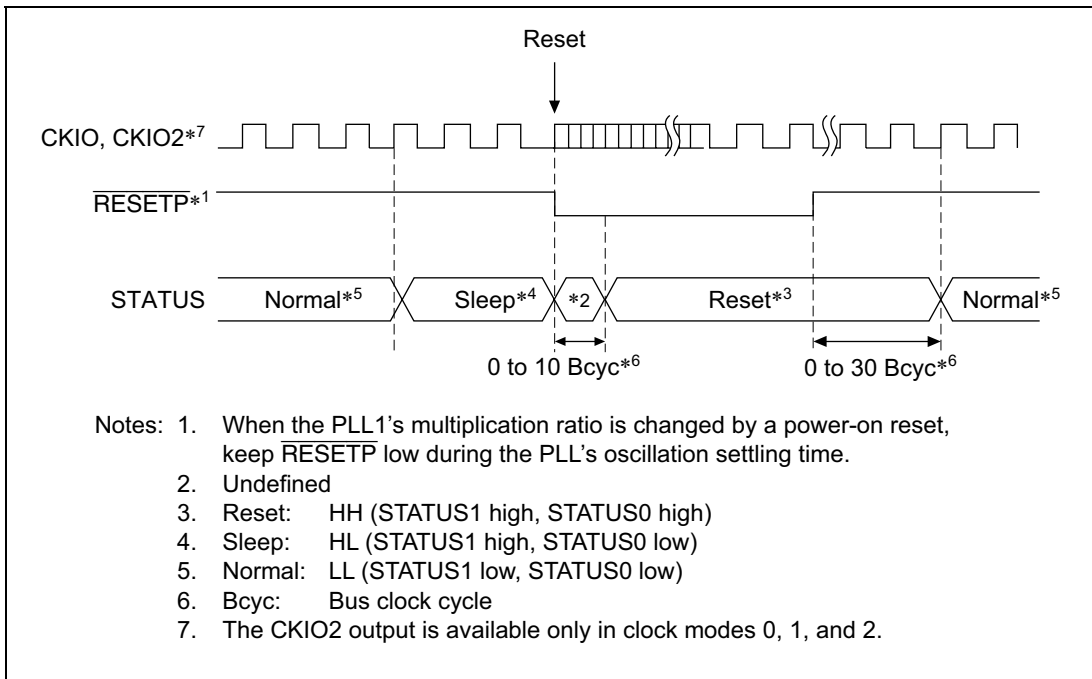 Reset
CKIO, CKIO2*7
RESETP*1
STATUS Normal*5 Sleep*4 *2 Reset*3 Normal*5
0 to 10 Bcyc*6 0 to 30 Bcyc*6
Notes: 1. When the PLL1's multiplication ratio is changed by a power-on reset,
keep RESETP low during the PLL's oscillation settling time.
2. Undefined
3. Reset: HH (STATUS1 high, STATUS0 high)
4. Sleep: HL (STATUS1 high, STATUS0 low)
5. Normal: LL (STATUS1 low, STATUS0 low)
6. Bcyc: Bus clock cycle
7. The CKIO2 output is available only in clock modes 0, 1, and 2.